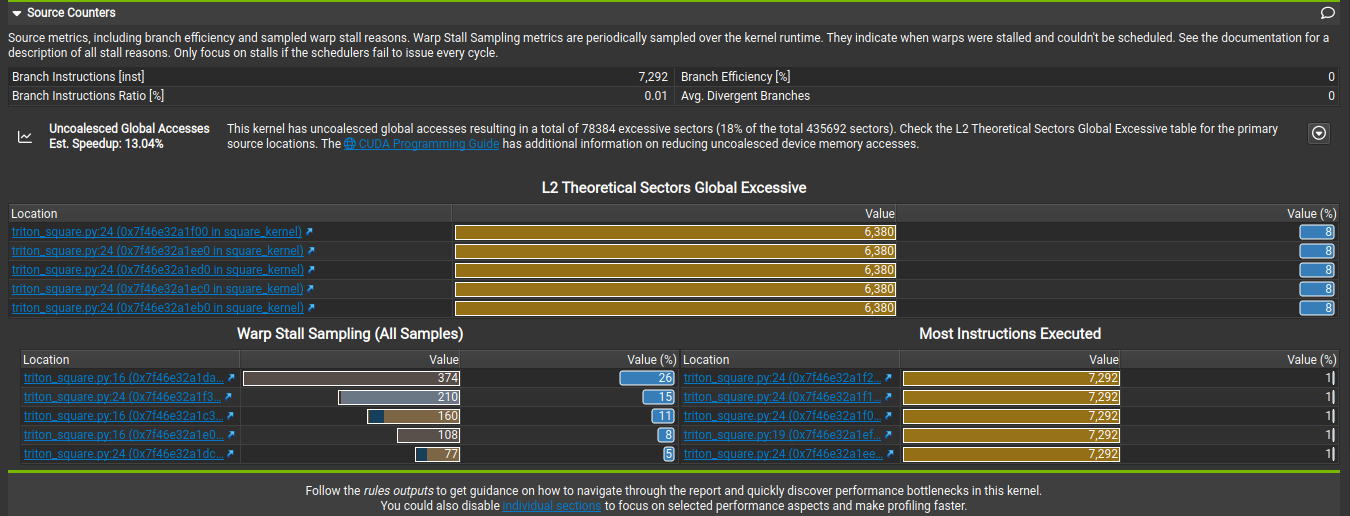 Source Counters
Source metrics, including branch efficiency and sampled warp stall reasons. Warp Stall Sampling metrics are periodically sampled over the kernel runtime. They indicate when warps were stalled and couldn't be scheduled. See the documentation for a
description of all stall reasons. Only focus on stalls if the schedulers fail to issue every cycle.
Branch Instructions [inst] 7,292 Branch Efficiency [%] 0
Branch Instructions Ratio [%] 0.01 Avg. Divergent Branches 0
Uncoalesced Global Accesses This kernel has uncoalesced global accesses resulting in a total of 78384 excessive sectors (18% of the total 435692 sectors). Check the L2 Theoretical Sectors Global Excessive table for the primary
Est. Speedup: 13.04% source locations. The CUDA Programming Guide has additional information on reducing uncoalesced device memory accesses.
L2 Theoretical Sectors Global Excessive
Location Value Value (%)
triton_square.py:24 (0x7f46e32a1f00 in square_kernel) 6,380 8
triton_square.py:24 (0x7f46e32a1ee0 in square_kernel) 6,380 8
triton_square.py:24 (0x7f46e32a1ed0 in square_kernel) 6,380 8
triton_square.py:24 (0x7f46e32a1ec0 in square_kernel) 6,380 8
triton_square.py:24 (0x7f46e32a1eb0 in square_kernel) 6,380 8
Warp Stall Sampling (All Samples) Most Instructions Executed
Location Value Value (%) Location Value Value (%)
triton_square.py:16 (0x7f46e32a1da... 374 26 triton_square.py:24 (0x7f46e32a1f2... 7,292 1
triton_square.py:24 (0x7f46e32a1f3... 210 15 triton_square.py:24 (0x7f46e32a1f1... 7,292 1
triton_square.py:16 (0x7f46e32a1c3... 160 11 triton_square.py:24 (0x7f46e32a1f0... 7,292 1
triton_square.py:16 (0x7f46e32a1e0... 108 8 triton_square.py:19 (0x7f46e32a1ef... 7,292 1
triton_square.py:24 (0x7f46e32a1dc... 77 5 triton_square.py:24 (0x7f46e32a1ee... 7,292 1
Follow the rules outputs to get guidance on how to navigate through the report and quickly discover performance bottlenecks in this kernel.
You could also disable individual sections to focus on selected performance aspects and make profiling faster.